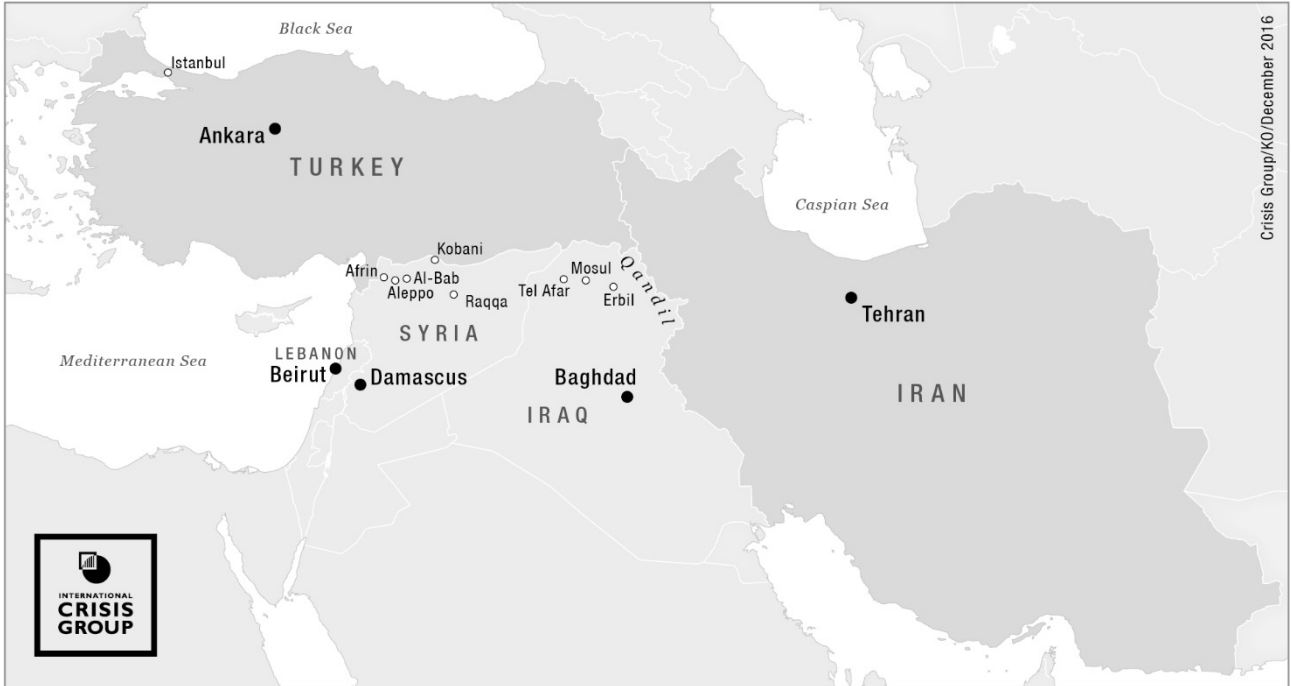 Black Sea
Istanbul
Ankara
TURKEY
Caspian Sea
Kobani
Afrin
Al-Bab
Aleppo
Raqqa
Mosul
Tel Afar
Erbil
Qandil
Tehran
SYRIA
Mediterranean Sea
LEBANON
Beirut
Damascus
Baghdad
IRAQ
IRAN
Crisis Group/KO/December 2016
INTERNATIONAL
CRISIS
GROUP